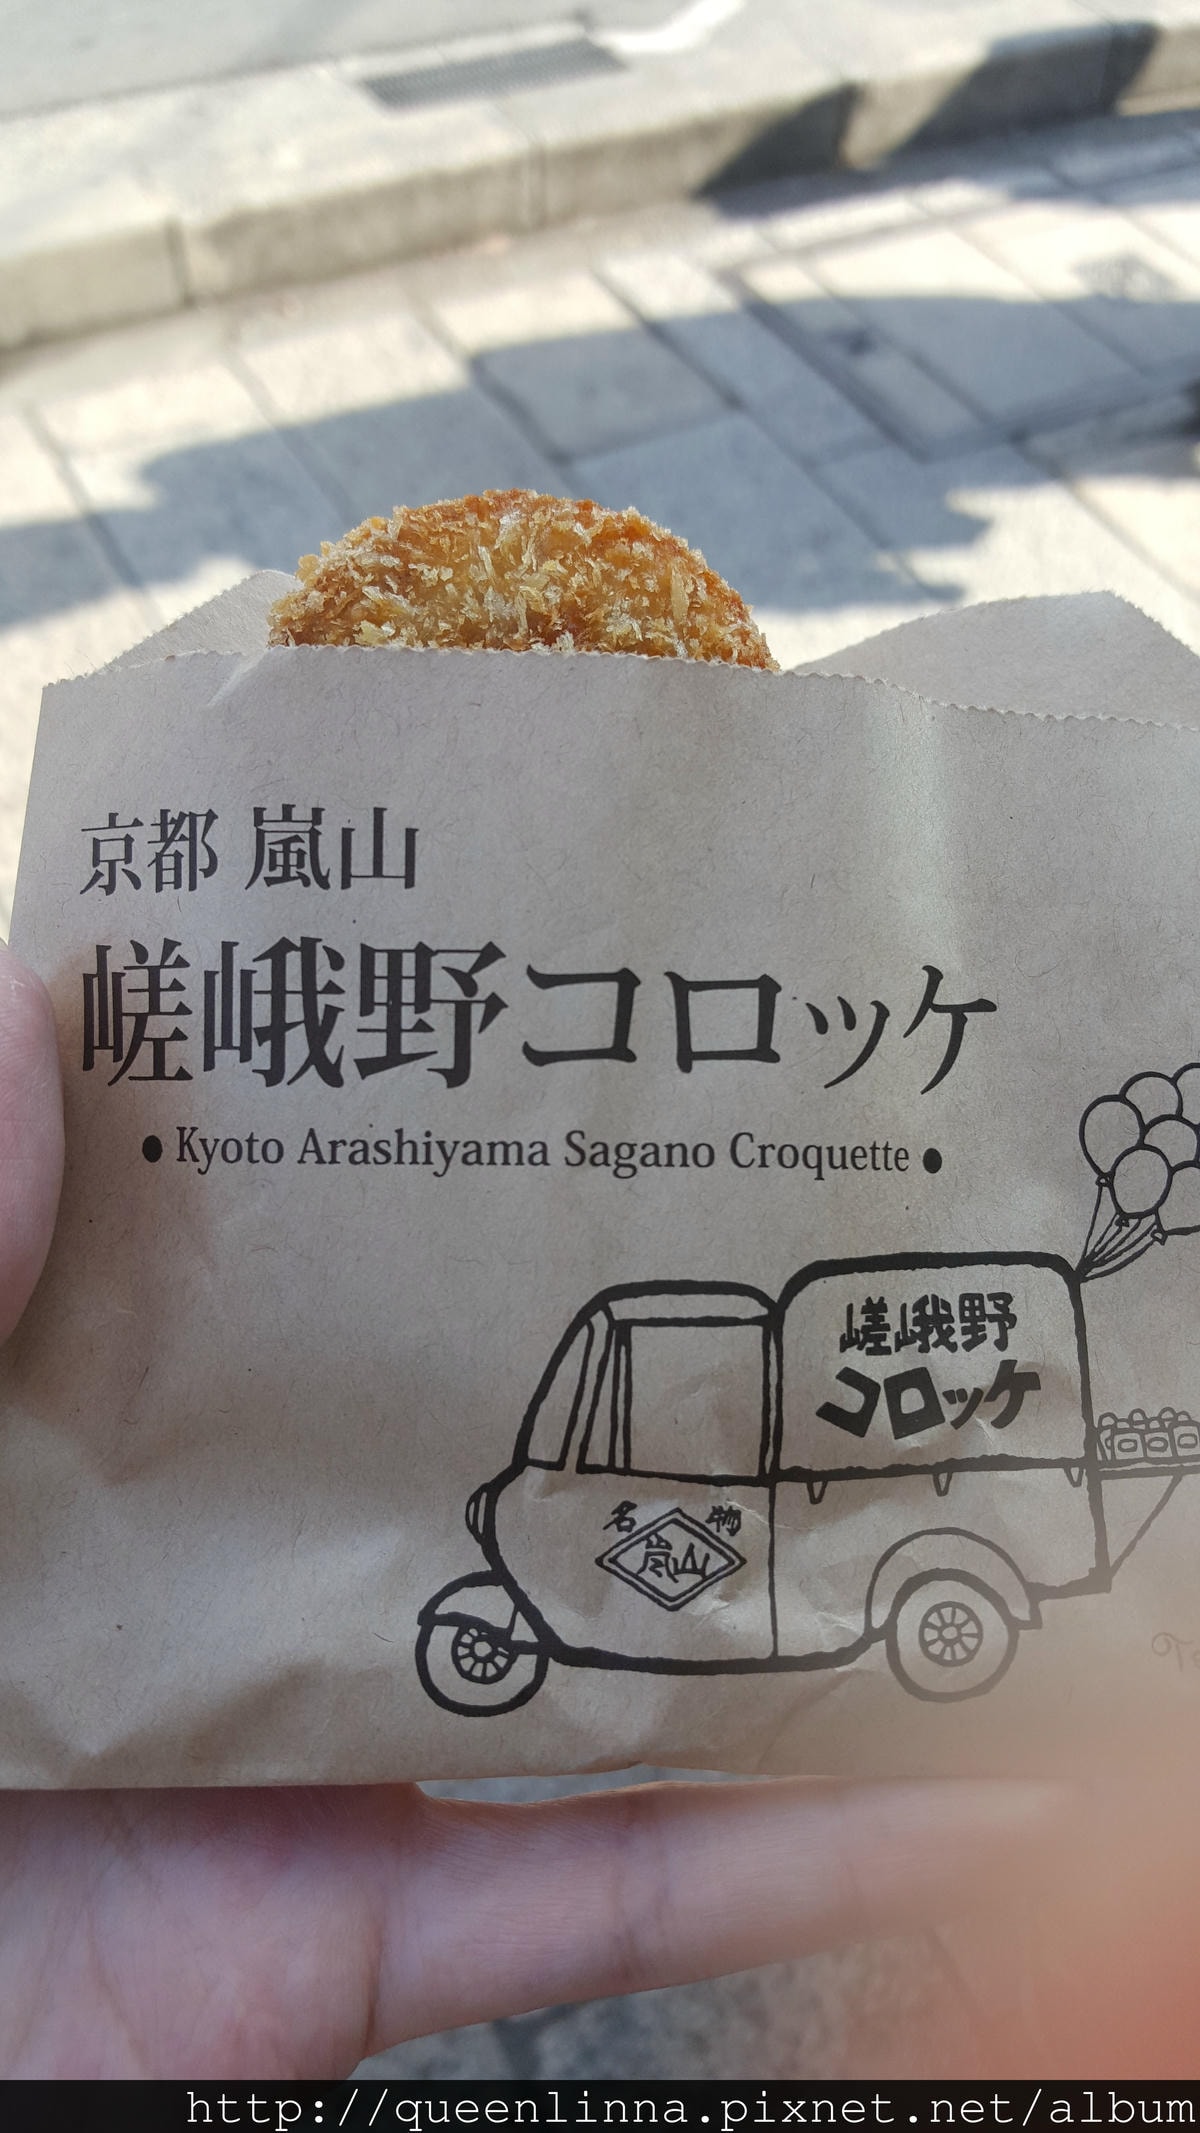 京都 嵐山
嵯峨野コロッケ
• Kyoto Arashiyama Sagano Croquette •
嵯峨野
コロッケ
名 物
嵐山
http://queenlinna.pixnet.net/album